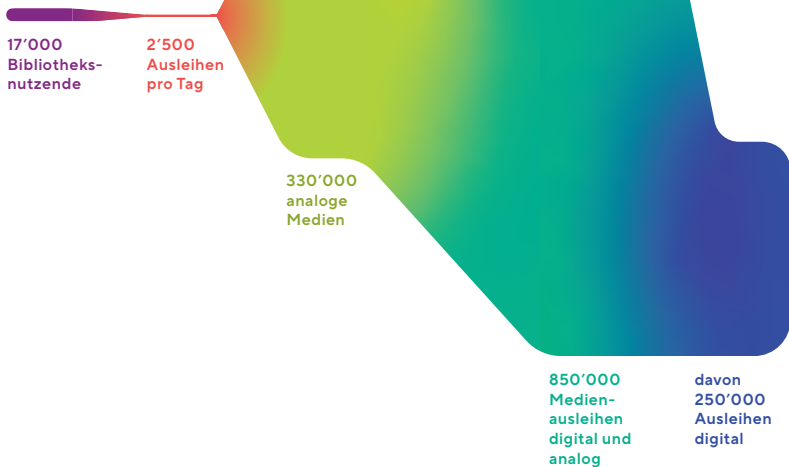 17’000
Bibliotheks-
nutzende
2’500
Ausleihen
pro Tag
330’000
analoge
Medien
850’000
Medien-
ausleihen
digital und
analog
davon
250’000
Ausleihen
digital